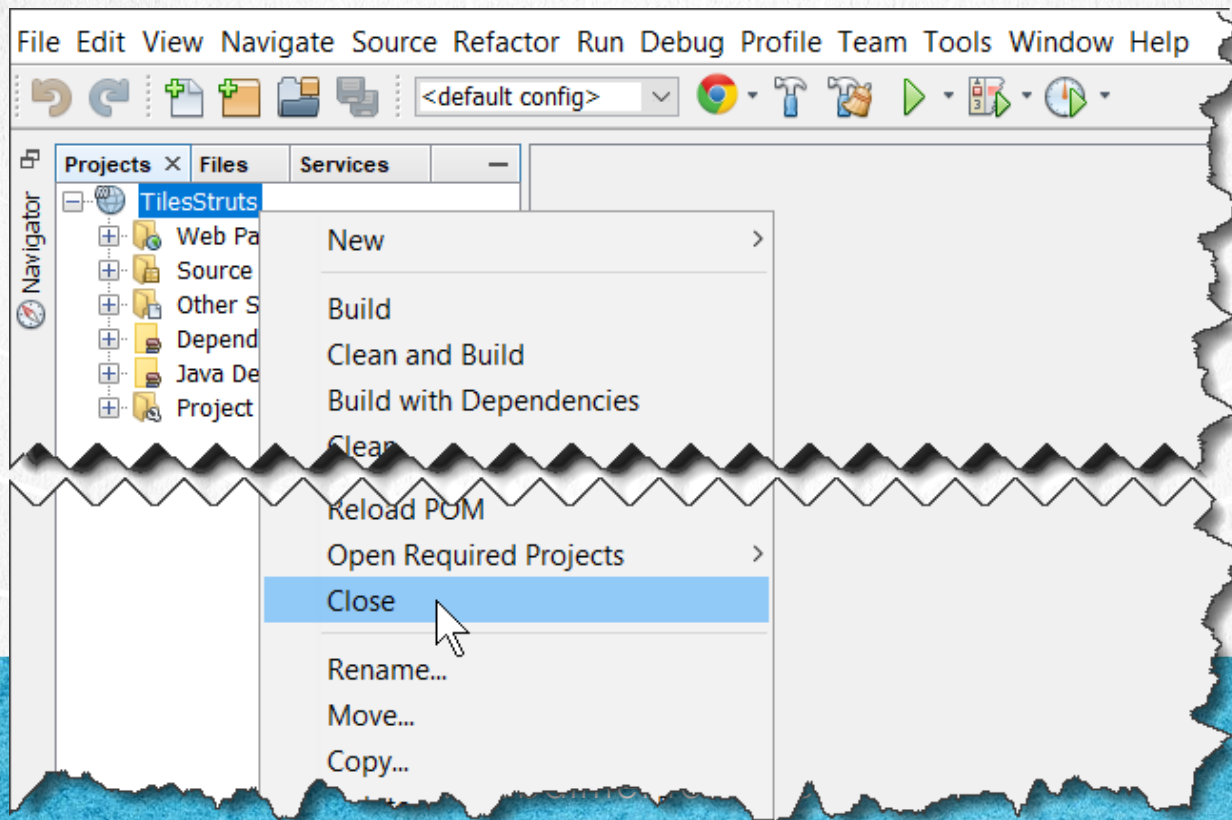 File Edit View Navigate Source Refactor Run Debug Profile Team Tools Window Help
<default config>
Projects Files Services
Navigator
TilesStruts
Web Pa
Source
Other S
Depend
Java De
Project
New
Build
Clean and Build
Build with Dependencies
Clean
Reload POM
Open Required Projects
Close
Rename...
Move...
Copy...